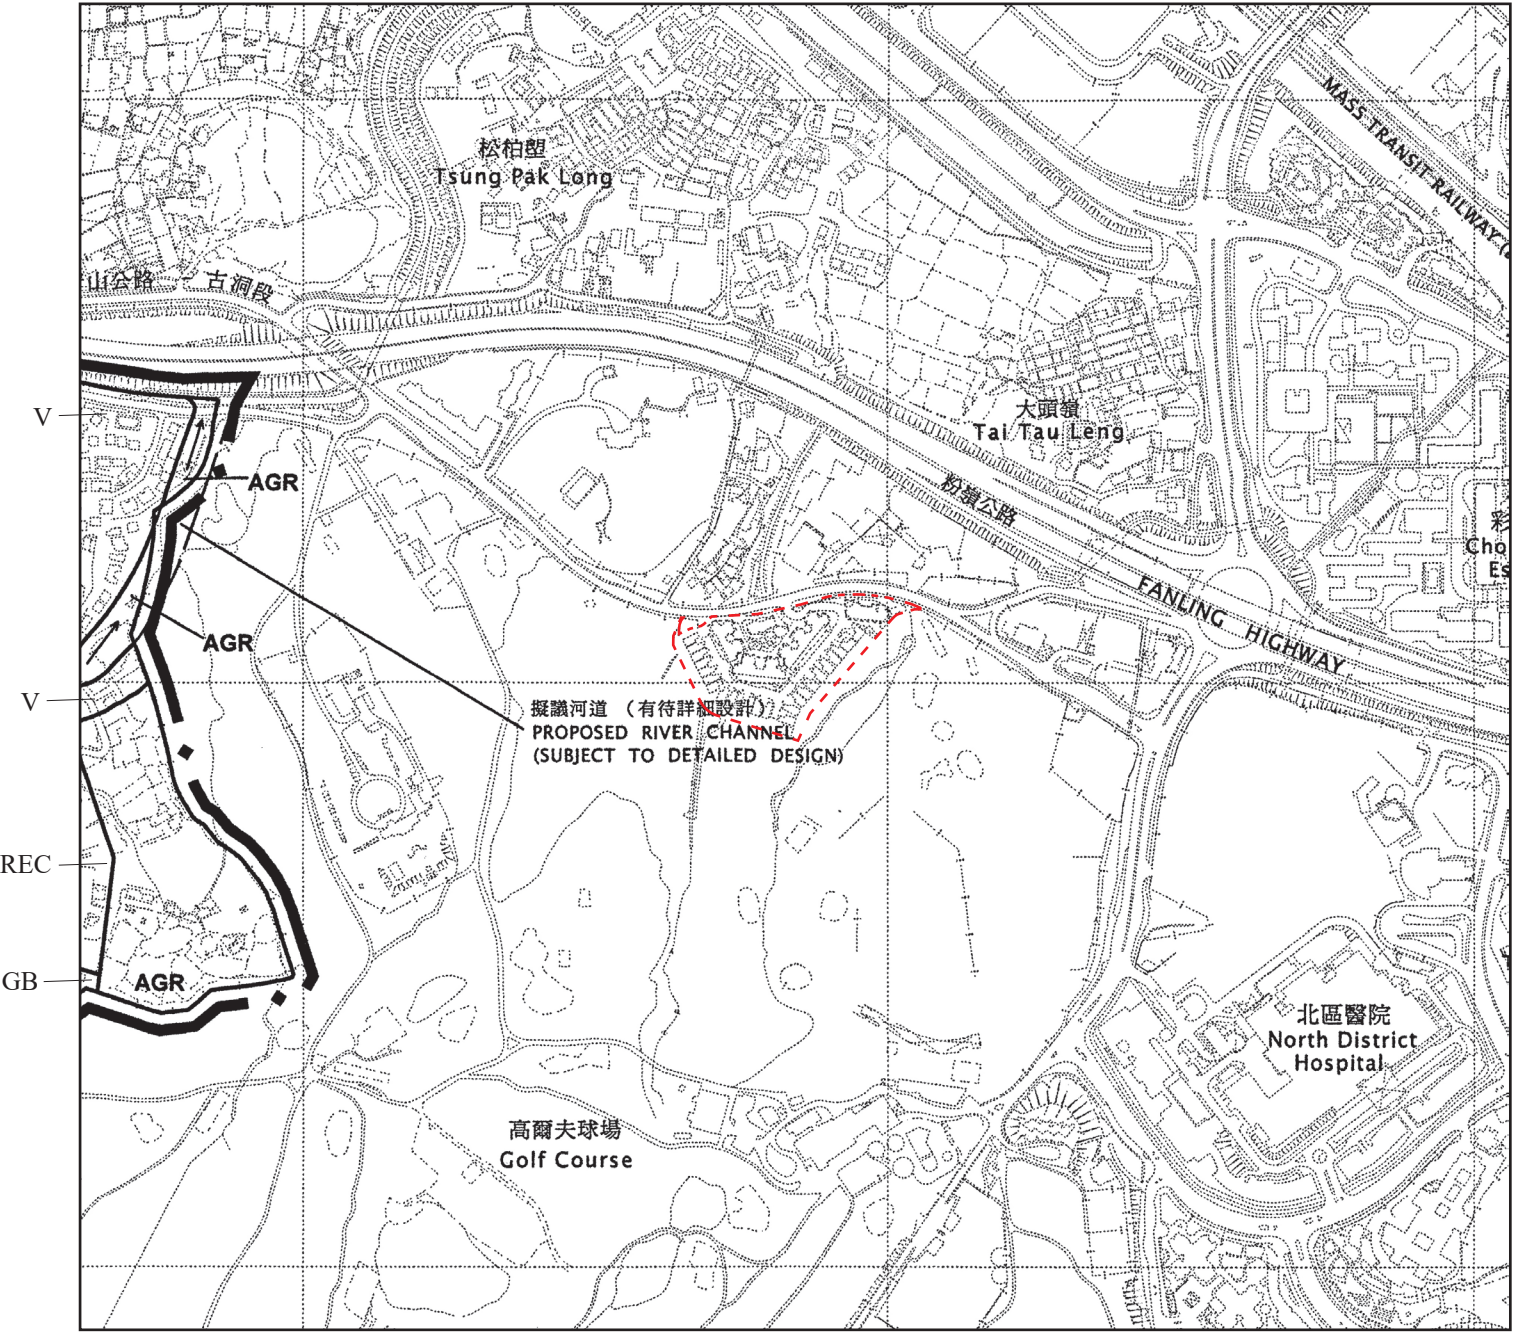 MASS TRANSIT RAILWAY (
松柏塱
Tsung Pak Long
山公路
古洞段
V
AGR
大頭嶺
Tai Tau Leng
粉嶺公路
彩
Cho
Es
FANLING HIGHWAY
AGR
V
擬議河道 (有待詳細設計)
PROPOSED RIVER CHANNEL
(SUBJECT TO DETAILED DESIGN)
REC
GB
AGR
北區醫院
North District
Hospital
高爾夫球場
Golf Course